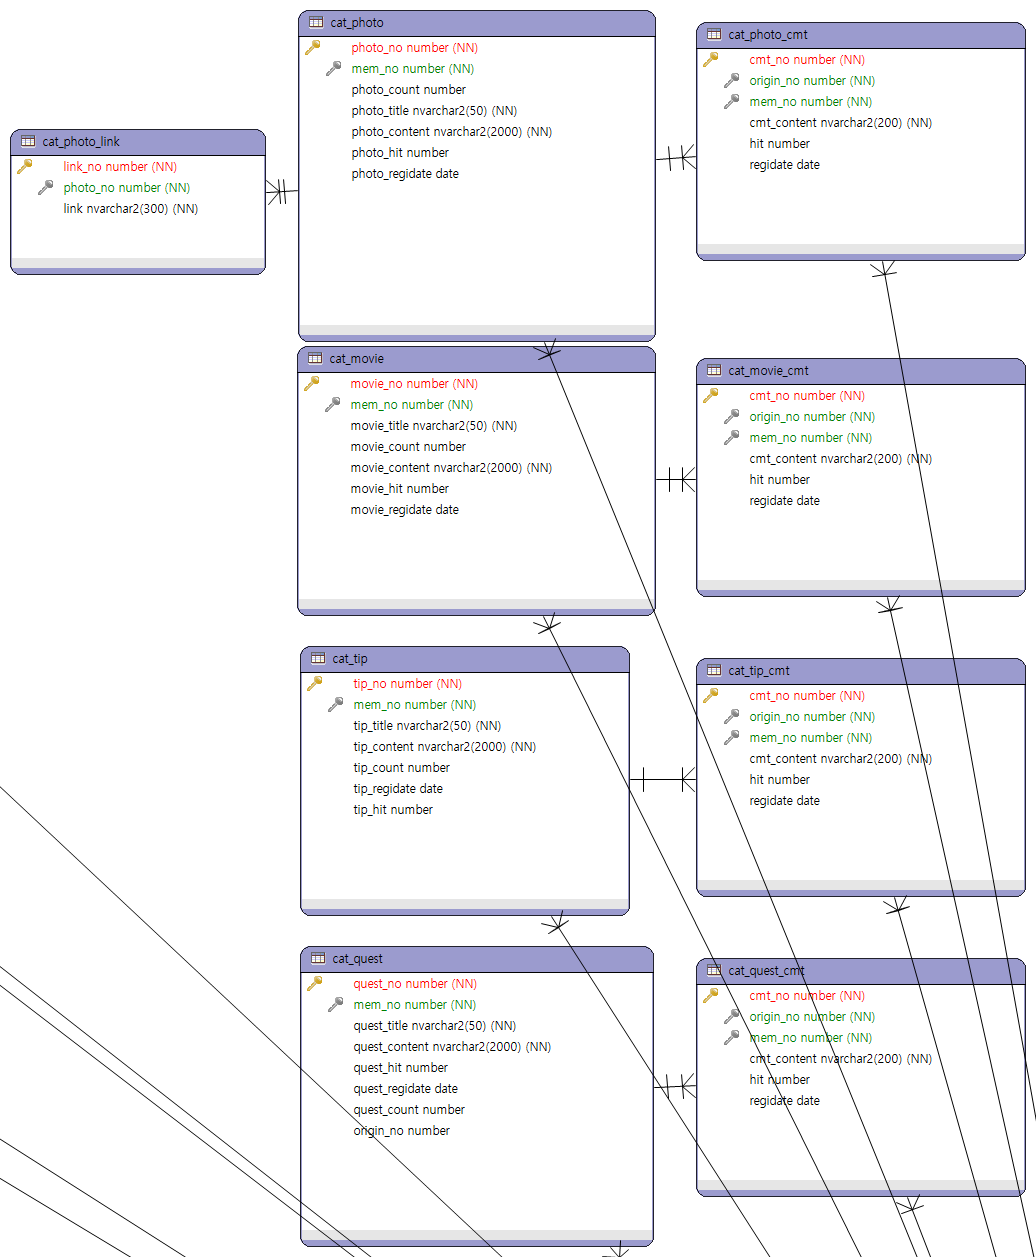 cat_photo
photo_no number (NN)
mem_no number (NN)
photo_count number
photo_title nvarchar2(50) (NN)
photo_content nvarchar2(2000) (NN)
photo_hit number
photo_regidate date
cat_photo_cmt
cmt_no number (NN)
origin_no number (NN)
mem_no number (NN)
cmt_content nvarchar2(200) (NN)
hit number
regidate date
cat_photo_link
link_no number (NN)
photo_no number (NN)
link nvarchar2(300) (NN)
cat_movie
movie_no number (NN)
mem_no number (NN)
movie_title nvarchar2(50) (NN)
movie_count number
movie_content nvarchar2(2000) (NN)
movie_hit number
movie_regidate date
cat_movie_cmt
cmt_no number (NN)
origin_no number (NN)
mem_no number (NN)
cmt_content nvarchar2(200) (NN)
hit number
regidate date
cat_tip
tip_no number (NN)
mem_no number (NN)
tip_title nvarchar2(50) (NN)
tip_content nvarchar2(2000) (NN)
tip_count number
tip_regidate date
tip_hit number
cat_tip_cmt
cmt_no number (NN)
origin_no number (NN)
mem_no number (NN)
cmt_content nvarchar2(200) (NN)
hit number
regidate date
cat_quest
quest_no number (NN)
mem_no number (NN)
quest_title nvarchar2(50) (NN)
quest_content nvarchar2(2000) (NN)
quest_hit number
quest_regidate date
quest_count number
origin_no number
cat_quest_cmt
cmt_no number (NN)
origin_no number (NN)
mem_no number (NN)
cmt_content nvarchar2(200) (NN)
hit number
regidate date